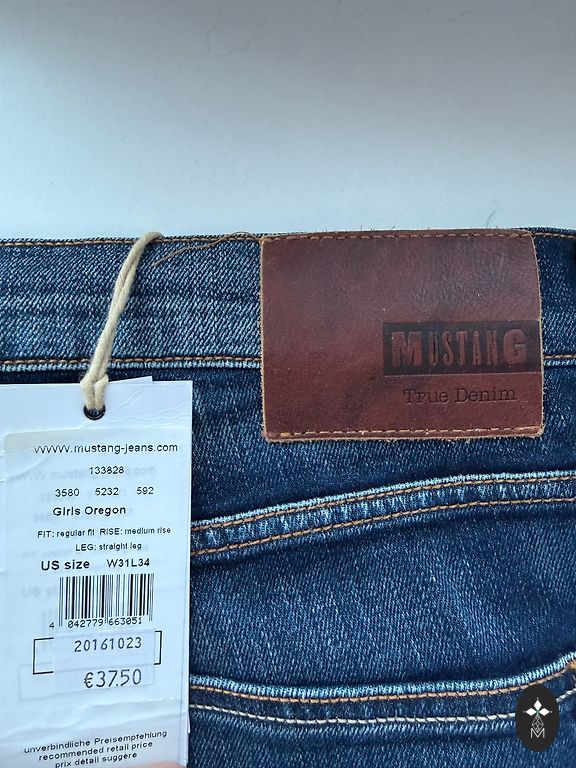 MUSTANG
True Denim
www.mustang-jeans.com
133828
3580 5232 592
Girls Oregon
FIT: regular fit RISE: medium rise
LEG: straight leg
US size W31L34
4 042779 663051
20161023
€37.50
unverbindliche Preisempfehlung
recommended retail price
prix détail suggéré
M